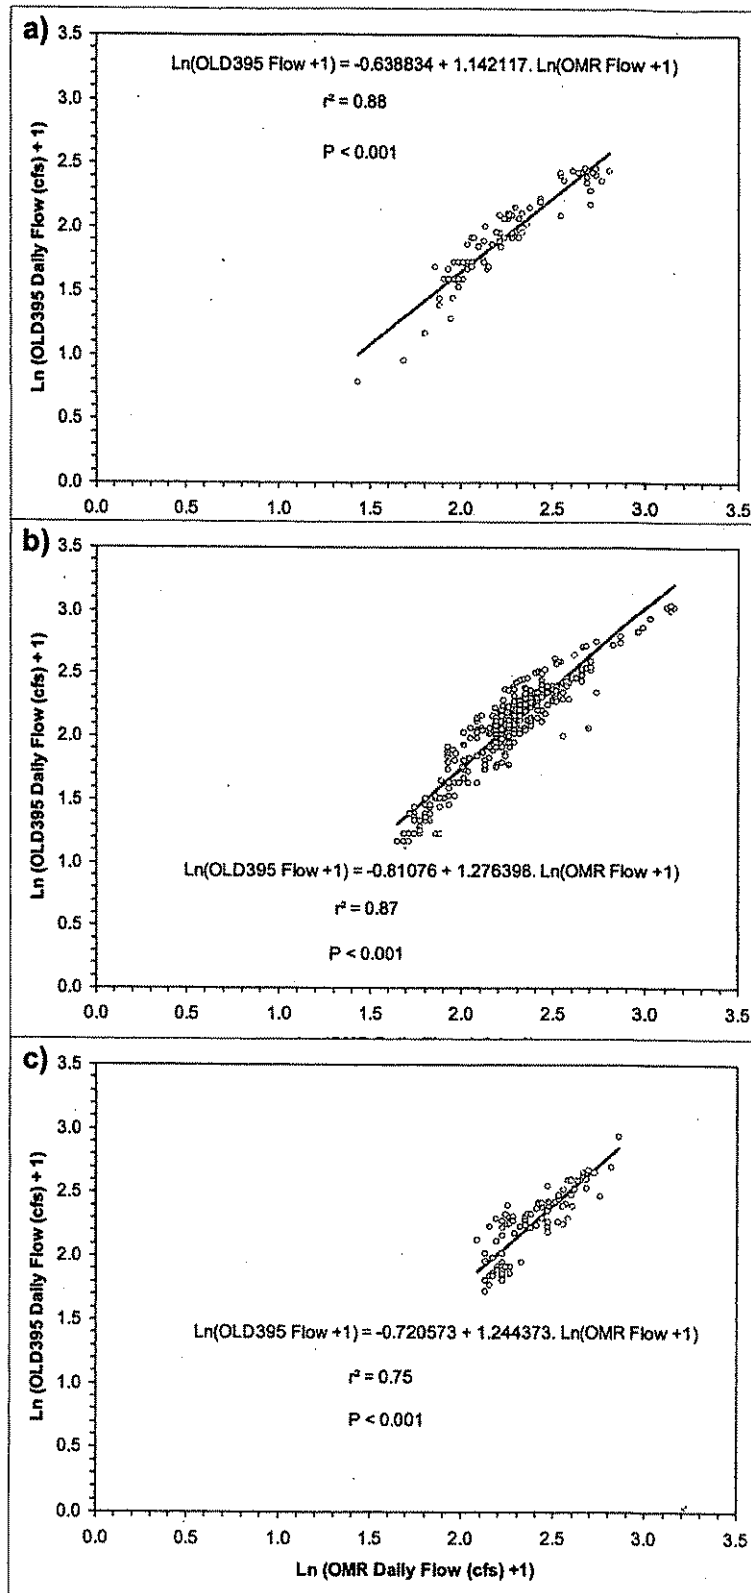 a)
Ln(OLD395 Flow +1) = -0.638834 + 1.142117. Ln(OMR Flow +1)
r² = 0.88
P < 0.001
Ln (OLD395 Daily Flow (cfs) + 1)
3.5
3.0
2.5
2.0
1.5
1.0
0.5
0.0
0.0 0.5 1.0 1.5 2.0 2.5 3.0 3.5
b)
Ln (OLD395 Daily Flow (cfs) + 1)
3.5
3.0
2.5
2.0
1.5
1.0
0.5
0.0
Ln(OLD395 Flow +1) = -0.81076 + 1.276398. Ln(OMR Flow +1)
r² = 0.87
P < 0.001
0.0 0.5 1.0 1.5 2.0 2.5 3.0 3.5
c)
Ln (OLD395 Daily Flow (cfs) + 1)
3.5
3.0
2.5
2.0
1.5
1.0
0.5
0.0
Ln(OLD395 Flow +1) = -0.720573 + 1.244373. Ln(OMR Flow +1)
r² = 0.75
P < 0.001
0.0 0.5 1.0 1.5 2.0 2.5 3.0 3.5
Ln (OMR Daily Flow (cfs) +1)